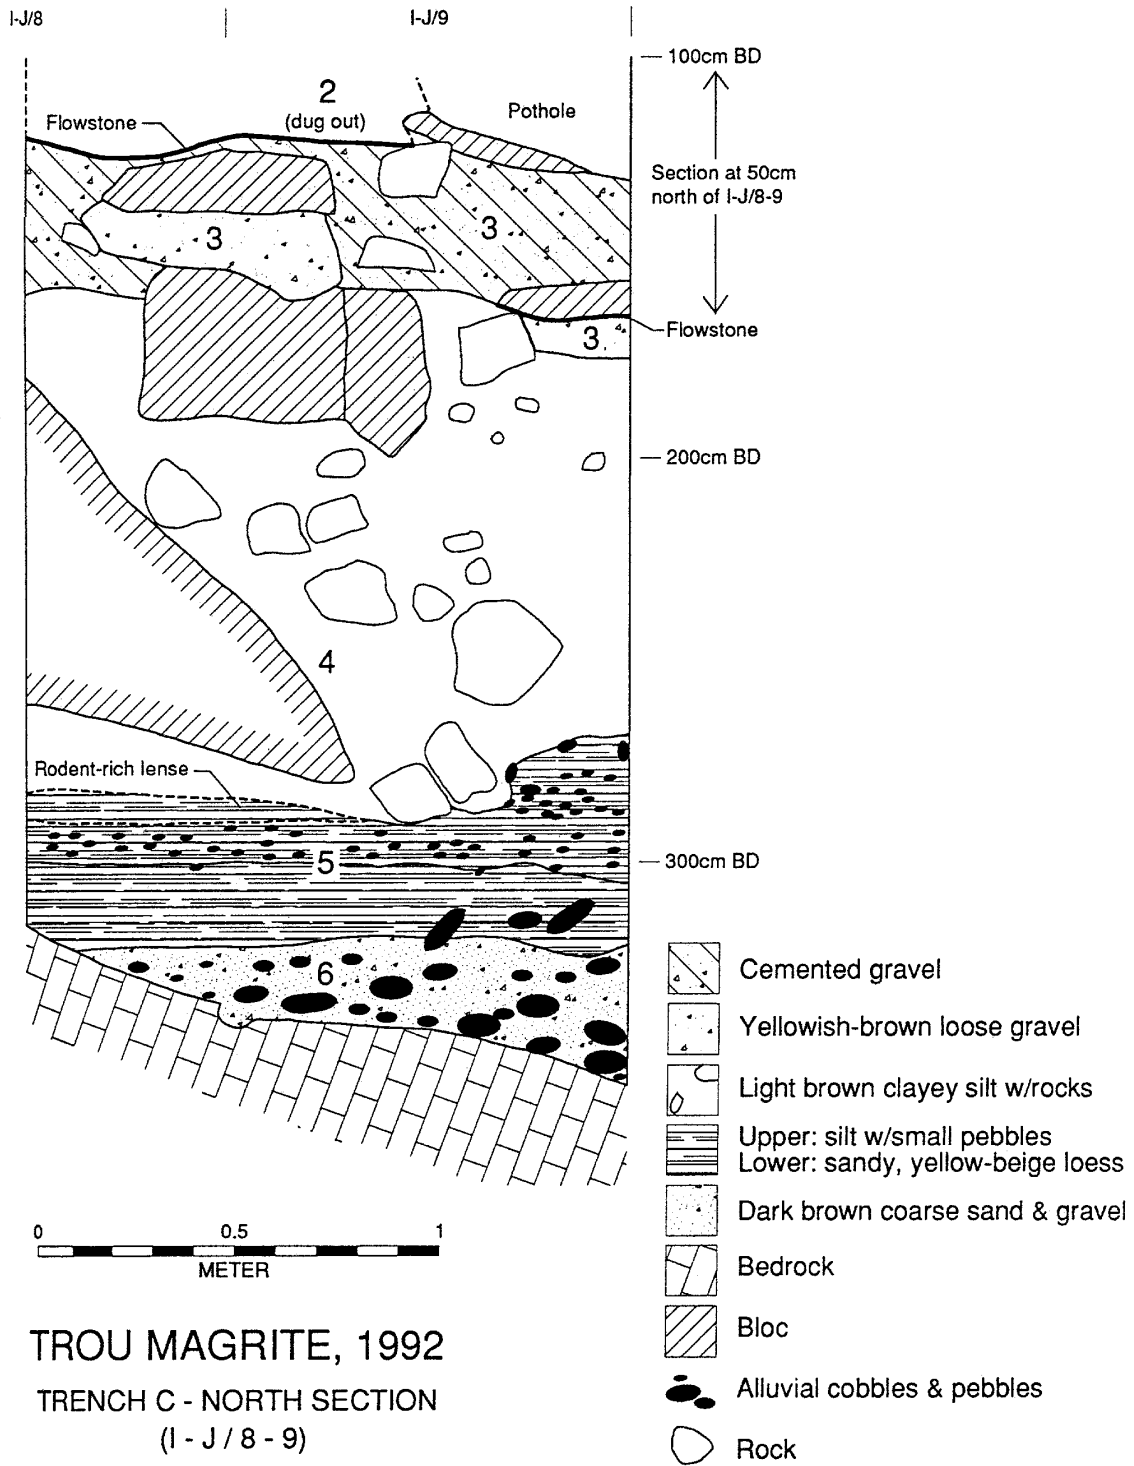 I-J/8
I-J/9
100cm BD
2
(dug out)
Pothole
Flowstone
Section at 50cm
north of I-J/8-9
3
3
Flowstone
3
200cm BD
4
Rodent-rich lense
5
300cm BD
6
Cemented gravel
Yellowish-brown loose gravel
Light brown clayey silt w/rocks
Upper: silt w/small pebbles
Lower: sandy, yellow-beige loess
Dark brown coarse sand & gravel
Bedrock
Bloc
Alluvial cobbles & pebbles
Rock
0 0.5 1
METER
TROU MAGRITE, 1992
TRENCH C - NORTH SECTION
(I - J / 8 - 9)